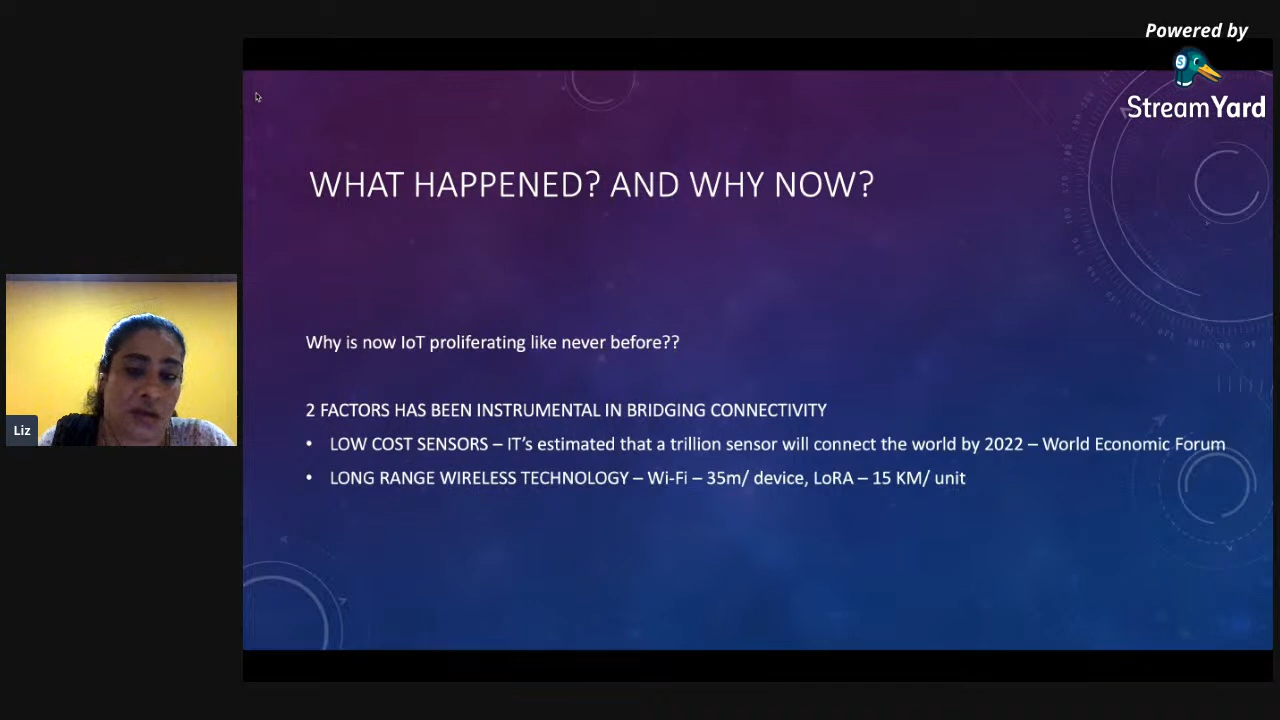 Powered by
StreamYard
WHAT HAPPENED? AND WHY NOW?
Why is now IoT proliferating like never before??
2 FACTORS HAS BEEN INSTRUMENTAL IN BRIDGING CONNECTIVITY
• LOW COST SENSORS – IT's estimated that a trillion sensor will connect the world by 2022 – World Economic Forum
• LONG RANGE WIRELESS TECHNOLOGY – Wi-Fi – 35m/ device, LoRA – 15 KM/ unit
Liz